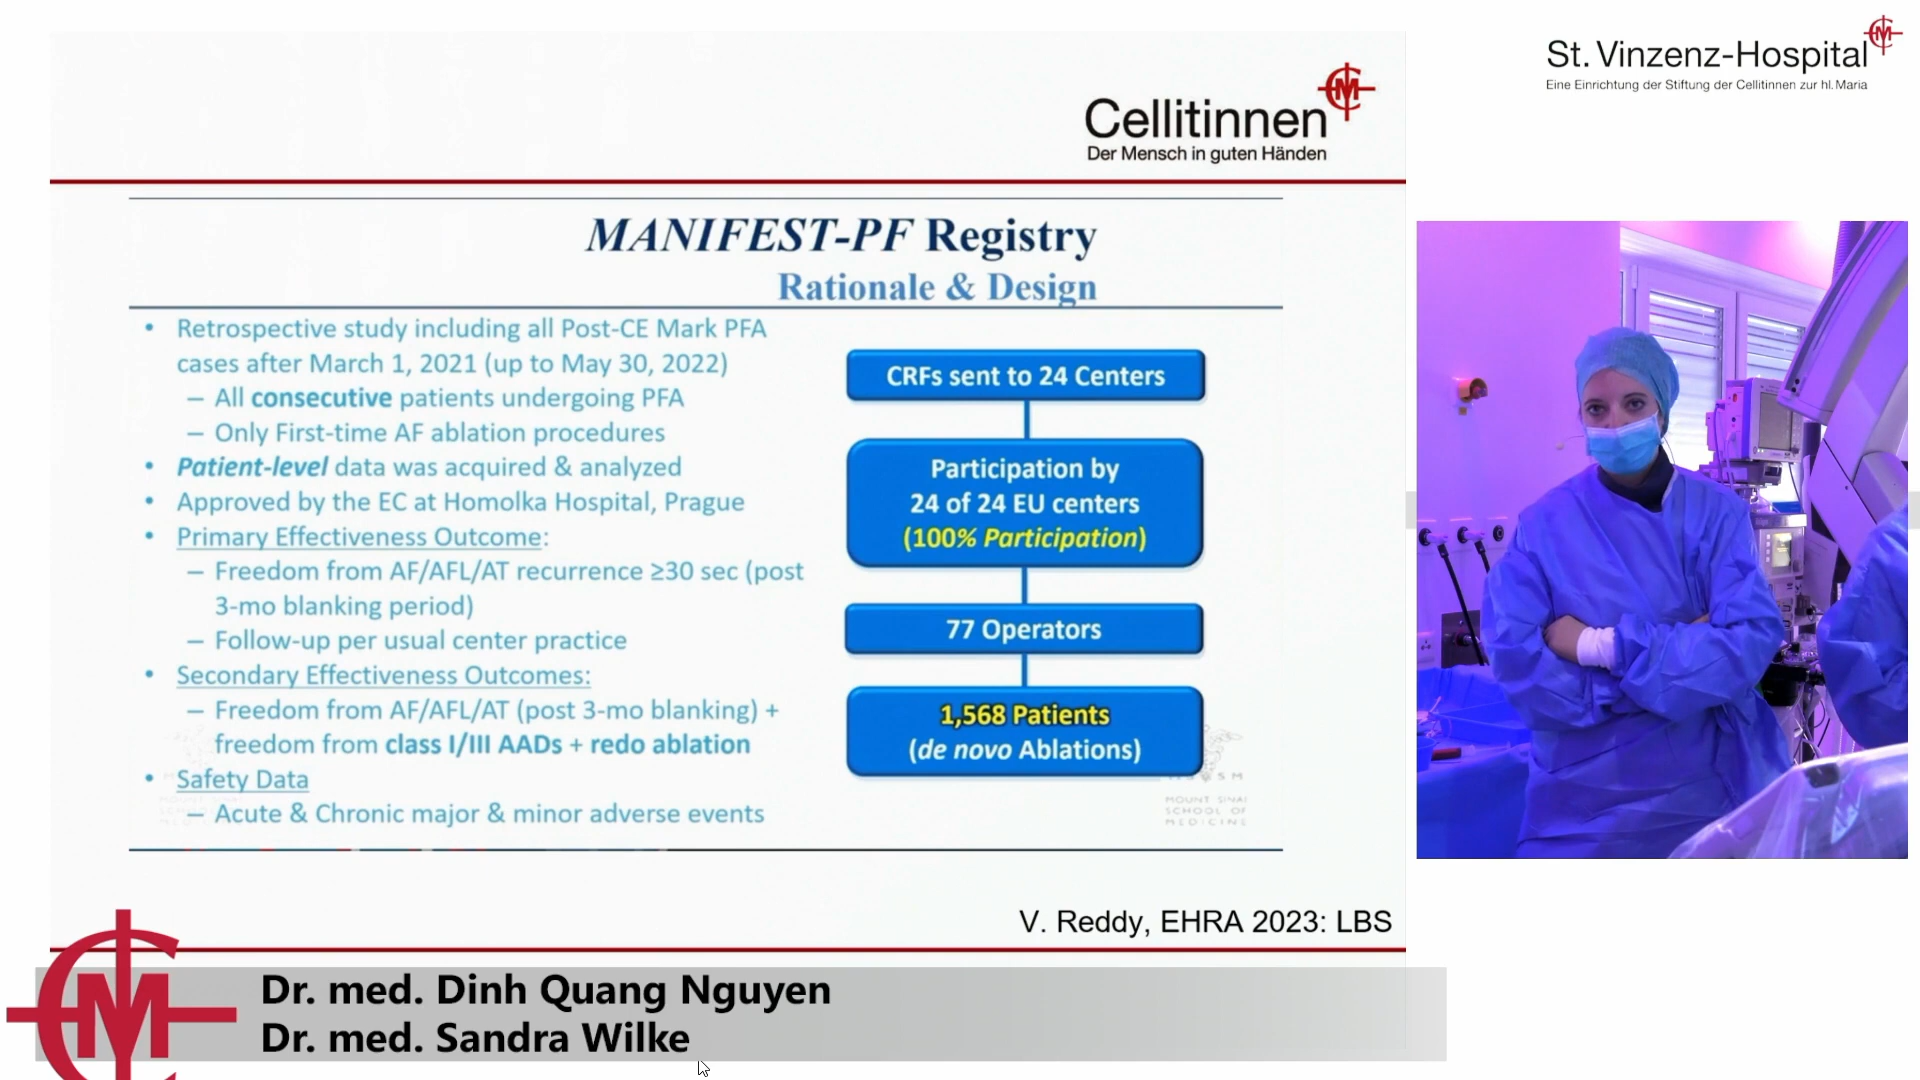 St. Vinzenz-Hospital
Eine Einrichtung der Stiftung der Cellitinnen zur hl. Maria
Cellitinnen
Der Mensch in guten Händen
MANIFEST-PF Registry
Rationale & Design
• Retrospective study including all Post-CE Mark PFA
cases after March 1, 2021 (up to May 30, 2022)
– All consecutive patients undergoing PFA
– Only First-time AF ablation procedures
• Patient-level data was acquired & analyzed
• Approved by the EC at Homolka Hospital, Prague
• Primary Effectiveness Outcome:
– Freedom from AF/AFL/AT recurrence ≥30 sec (post
3-mo blanking period)
– Follow-up per usual center practice
• Secondary Effectiveness Outcomes:
– Freedom from AF/AFL/AT (post 3-mo blanking) +
freedom from class I/III AADs + redo ablation
• Safety Data
– Acute & Chronic major & minor adverse events
CRFs sent to 24 Centers
Participation by
24 of 24 EU centers
(100% Participation)
77 Operators
1,568 Patients
(de novo Ablations)
MOUNT SINAI
SCHOOL OF
MEDICINE
V. Reddy, EHRA 2023: LBS
Dr. med. Dinh Quang Nguyen
Dr. med. Sandra Wilke